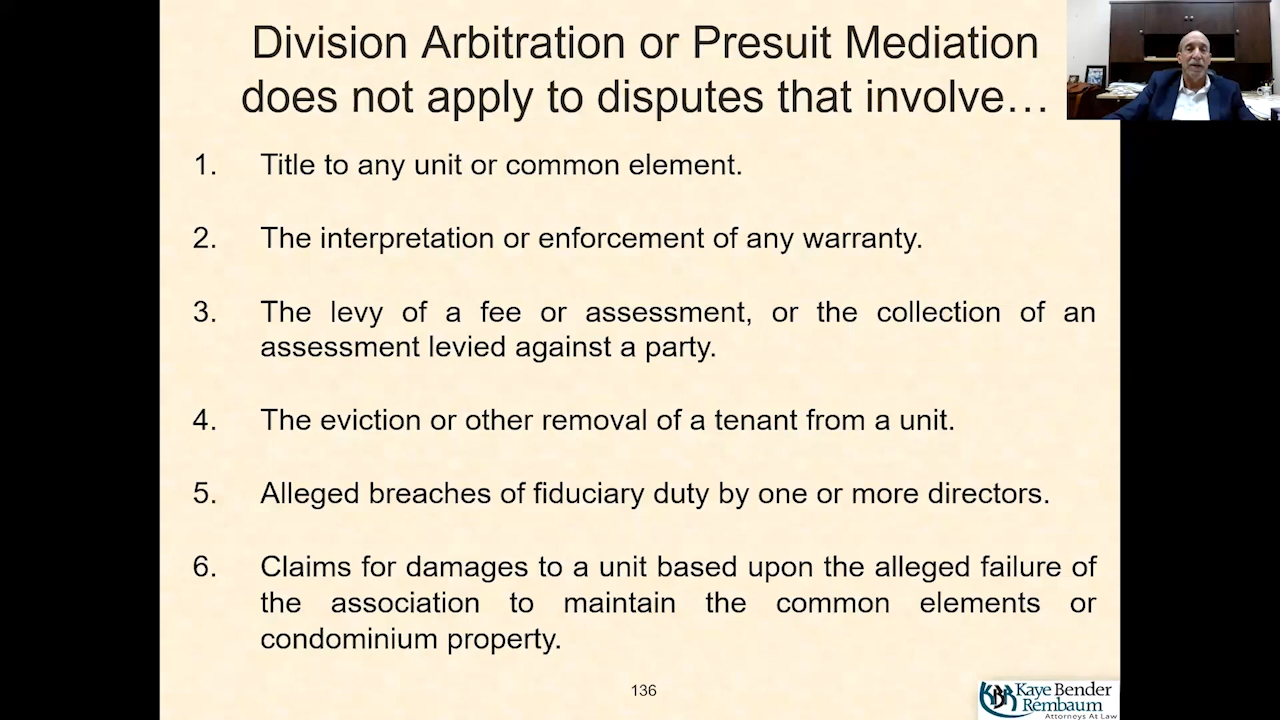 Division Arbitration or Presuit Mediation
does not apply to disputes that involve…
1. Title to any unit or common element.
2. The interpretation or enforcement of any warranty.
3. The levy of a fee or assessment, or the collection of an
assessment levied against a party.
4. The eviction or other removal of a tenant from a unit.
5. Alleged breaches of fiduciary duty by one or more directors.
6. Claims for damages to a unit based upon the alleged failure of
the association to maintain the common elements or
condominium property.
136
KBR Kaye Bender
Rembaum
Attorneys At Law